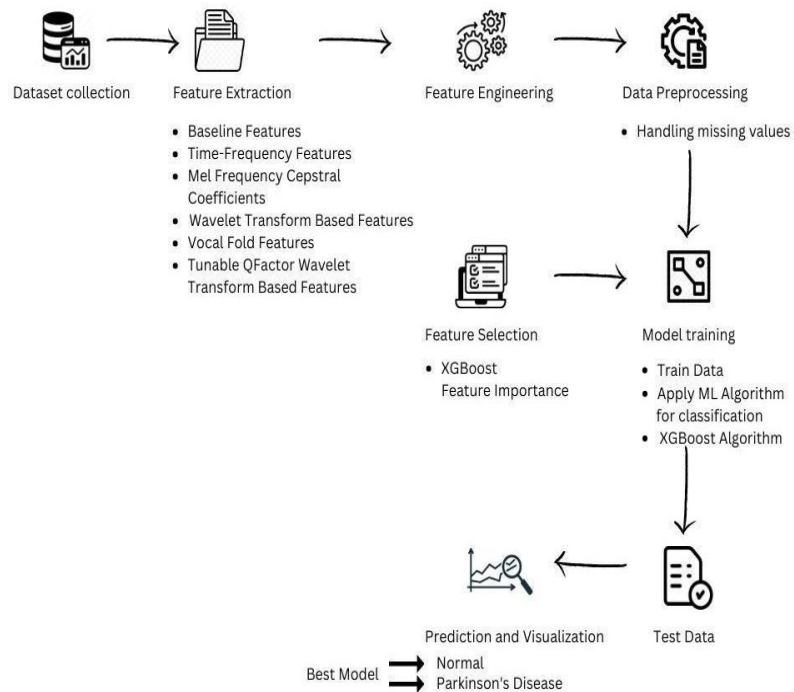 Dataset collection
Feature Extraction
• Baseline Features
• Time-Frequency Features
• Mel Frequency Cepstral
Coefficients
• Wavelet Transform Based Features
• Vocal Fold Features
• Tunable QFactor Wavelet
Transform Based Features
Feature Engineering
Data Preprocessing
• Handling missing values
Feature Selection
• XGBoost
Feature Importance
Model training
• Train Data
• Apply ML Algorithm
for classification
• XGBoost Algorithm
Test Data
Prediction and Visualization
Best Model
Normal
Parkinson's Disease